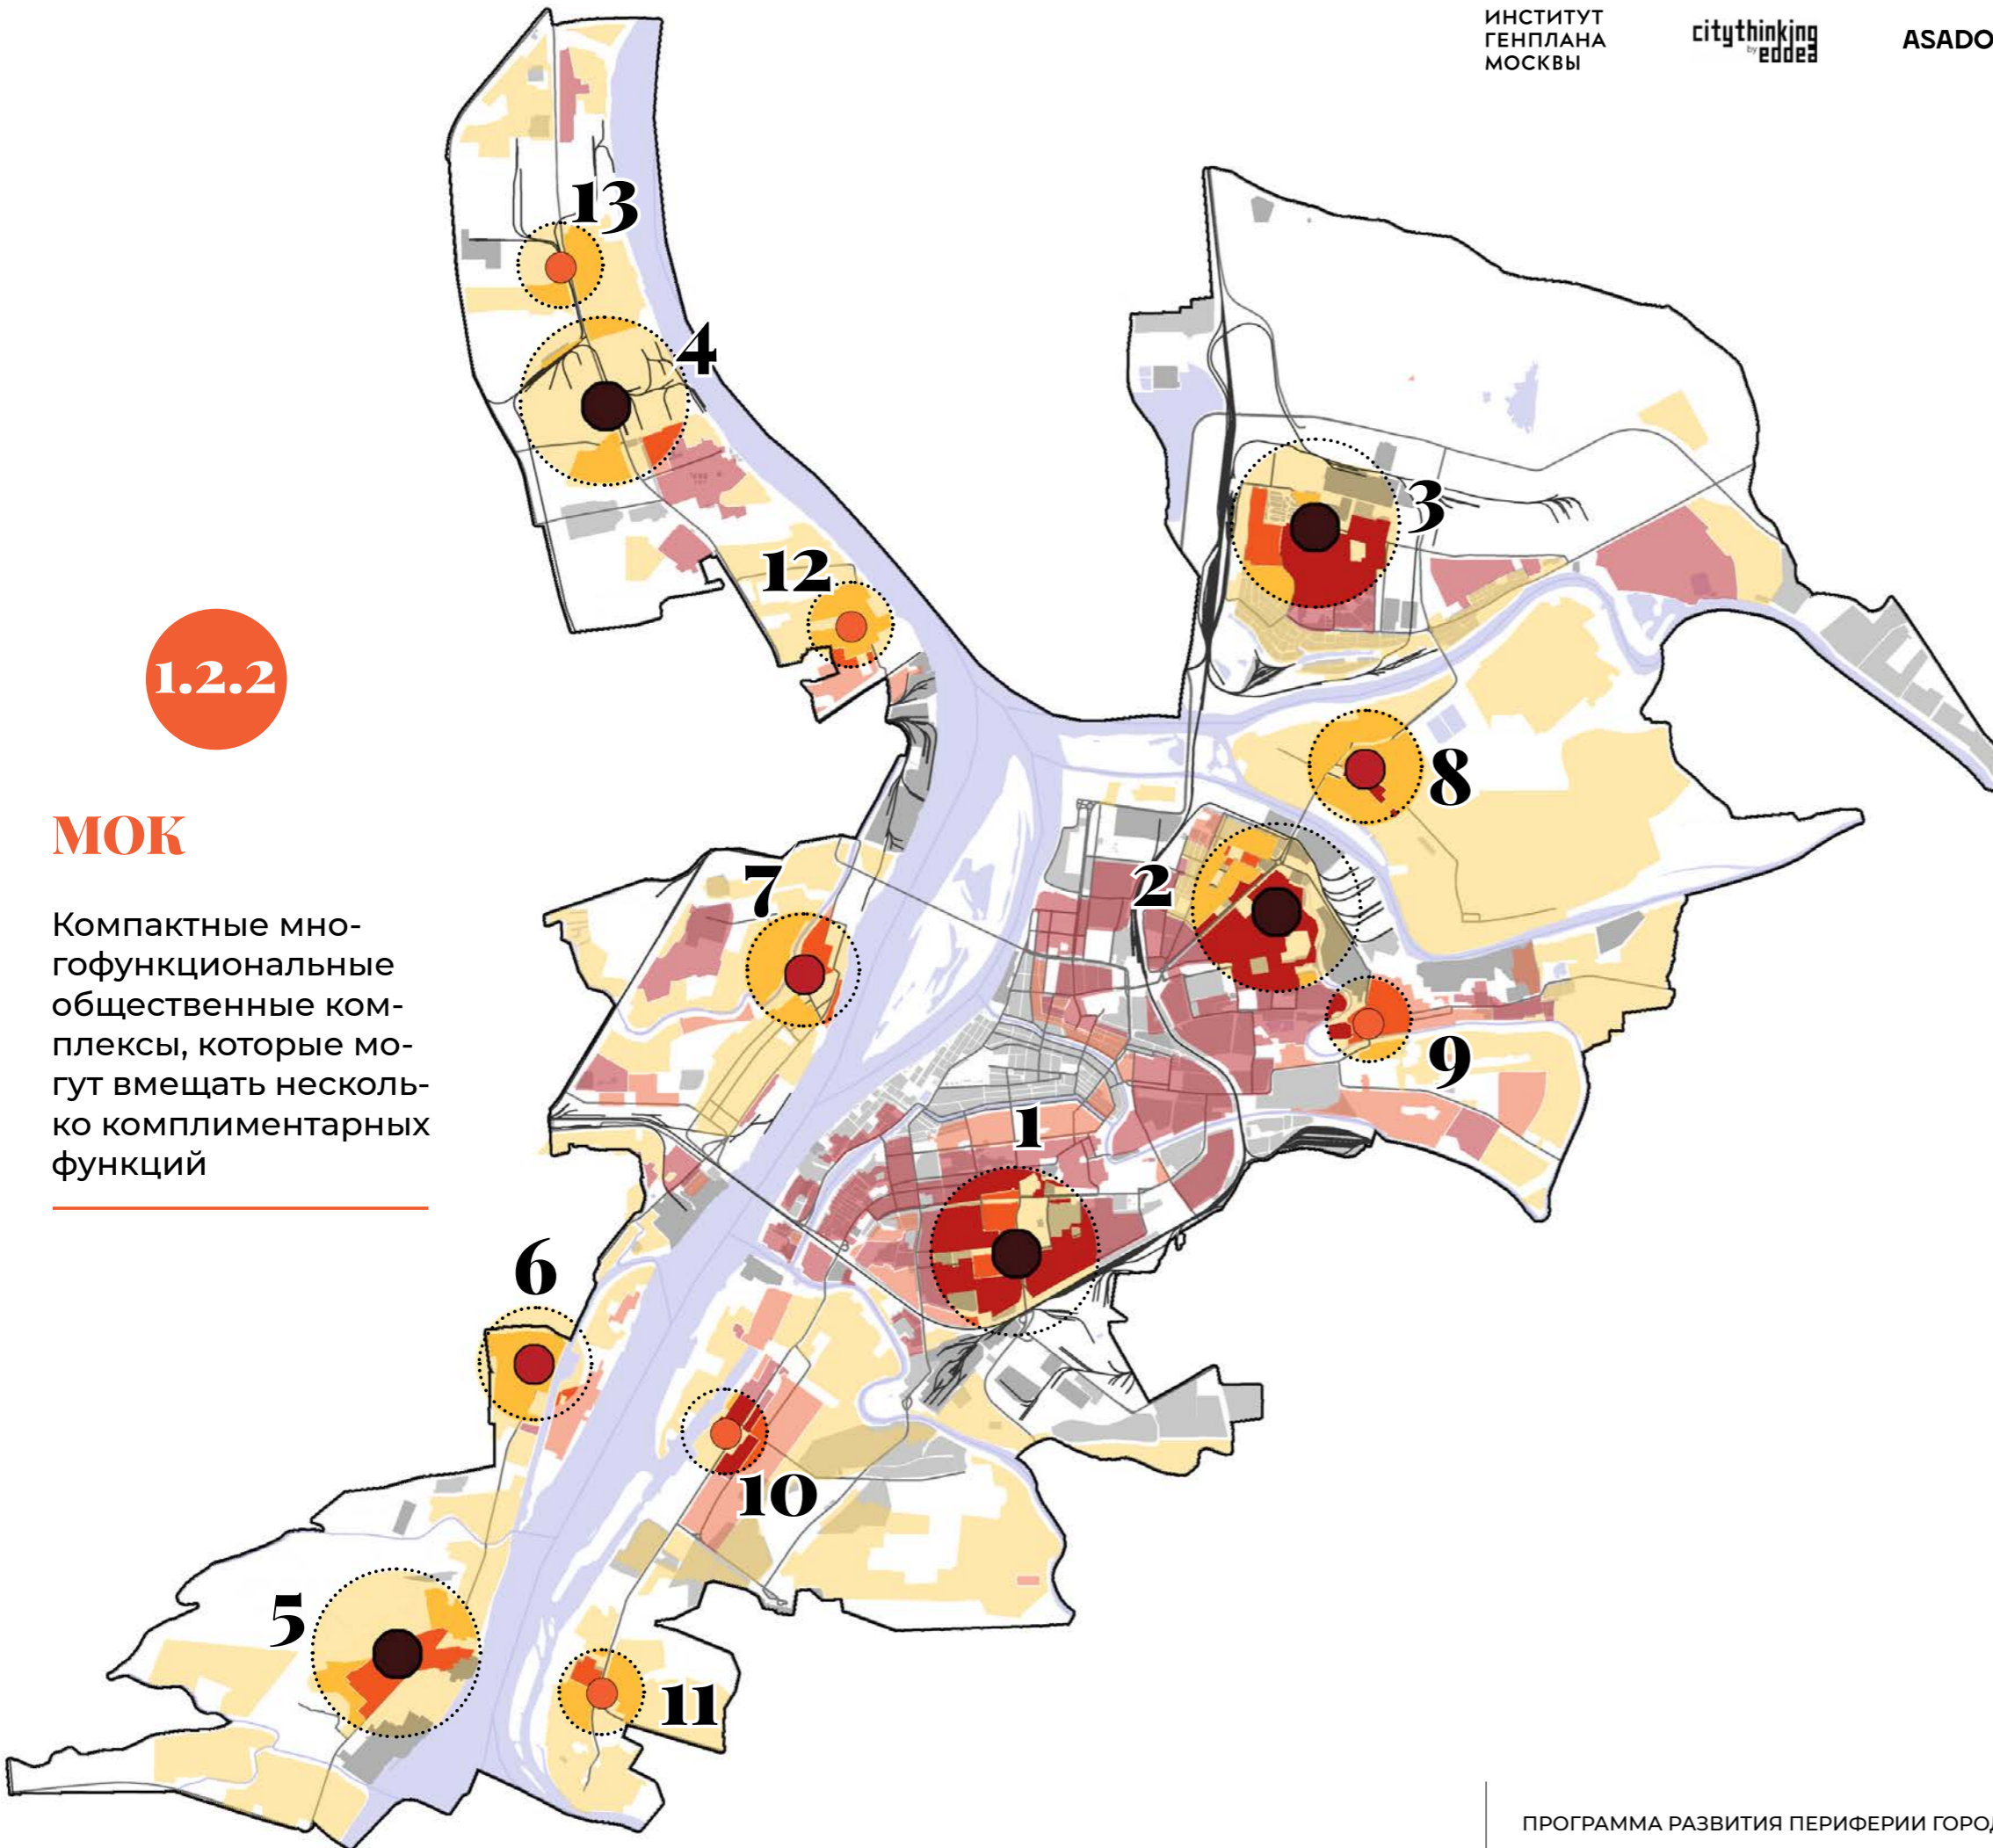 ИНСТИТУТ
ГЕНПЛАНА
МОСКВЫ
citythinking
by eddea
ASADO
13
4
3
12
1.2.2
8
МОК
2
7
Компактные мно-
гофункциональные
общественные ком-
плексы, которые мо-
гут вмещать несколь-
ко комплиментарных
функций
9
1
6
10
5
11
ПРОГРАММА РАЗВИТИЯ ПЕРИФЕРИИ ГОРОД